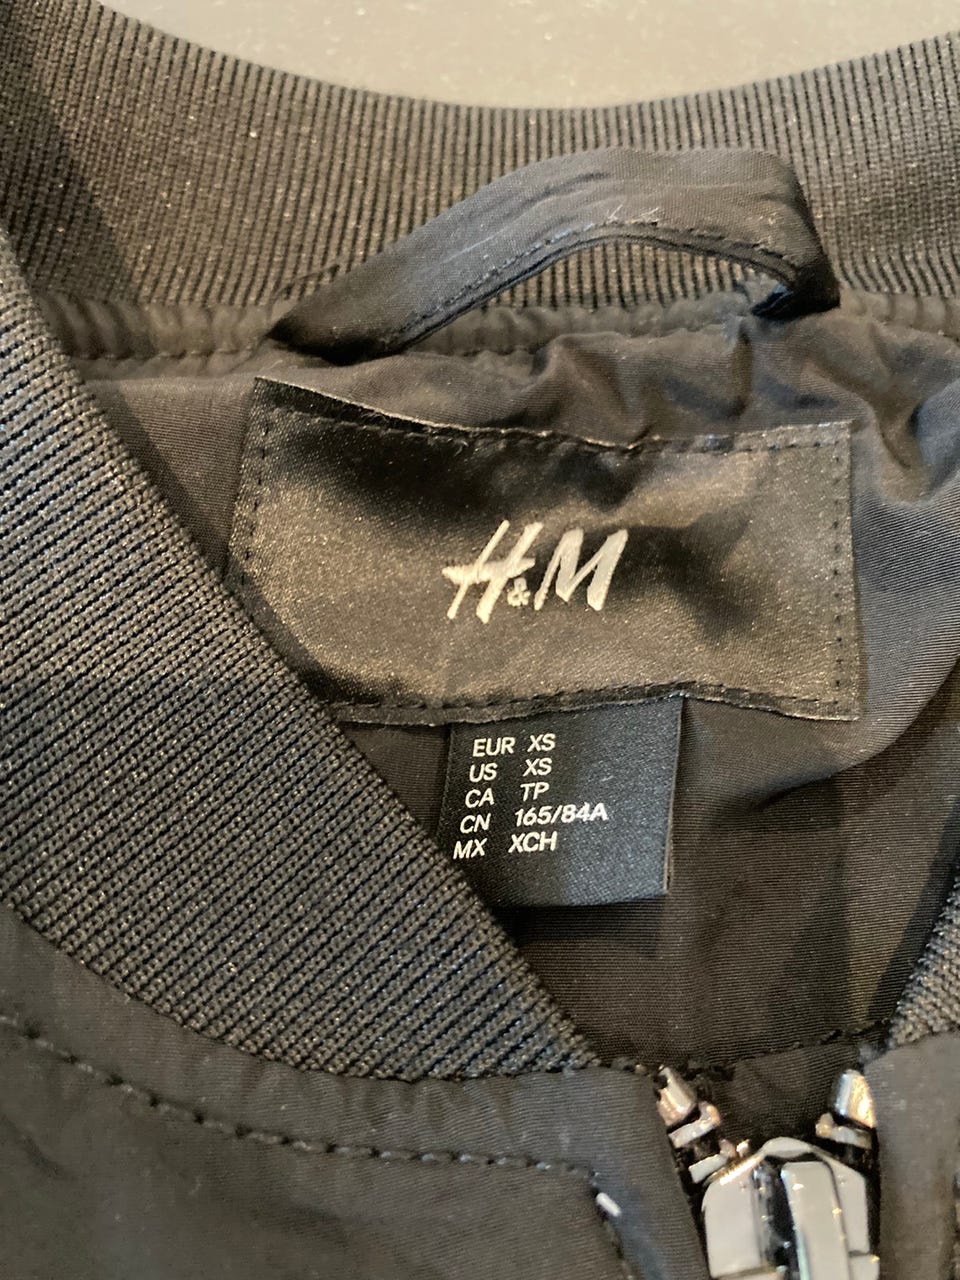 H&M
EUR XS
US XS
CA TP
CN 165/84A
MX XCH